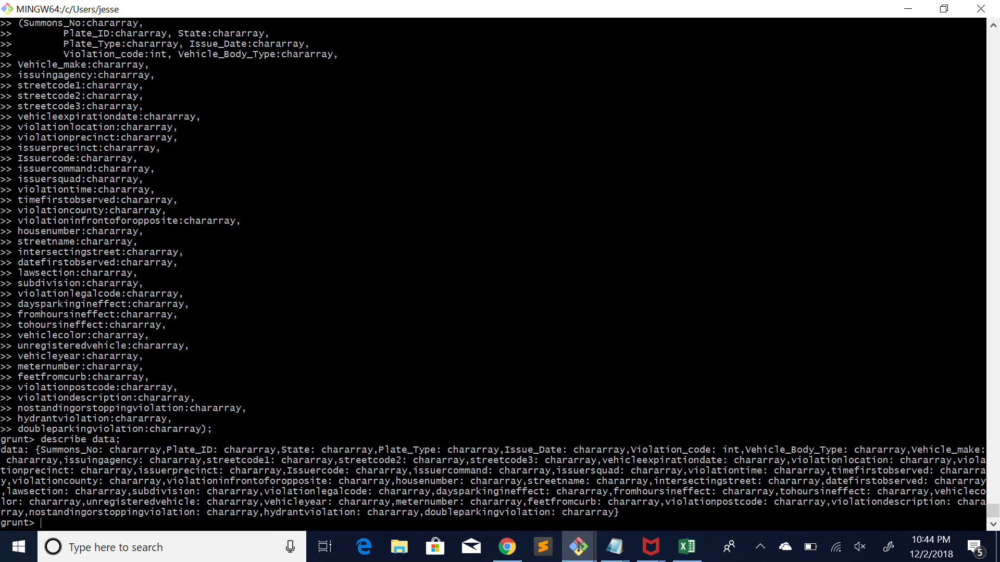 MINGW64:/c/Users/jesse
>> (Summons_No:chararray,
>>         Plate_ID:chararray, State:chararray,
>>         Plate_Type:chararray, Issue_Date:chararray,
>>         Violation_code:int, Vehicle_Body_Type:chararray,
>> Vehicle_make:chararray,
>> issuingagency:chararray,
>> streetcode1:chararray,
>> streetcode2:chararray,
>> streetcode3:chararray,
>> vehicleexpirationdate:chararray,
>> violationlocation:chararray,
>> violationprecinct:chararray,
>> issuerprecinct:chararray,
>> Issuercode:chararray,
>> issuercommand:chararray,
>> issuersquad:chararray,
>> violationtime:chararray,
>> timefirstobserved:chararray,
>> violationcounty:chararray,
>> violationinfrontoforopposite:chararray,
>> housenumber:chararray,
>> streetname:chararray,
>> intersectingstreet:chararray,
>> datefirstobserved:chararray,
>> lawsection:chararray,
>> subdivision:chararray,
>> violationlegalcode:chararray,
>> daysparkingineffect:chararray,
>> fromhoursineffect:chararray,
>> tohoursineffect:chararray,
>> vehiclecolor:chararray,
>> unregisteredvehicle:chararray,
>> vehicleyear:chararray,
>> meternumber:chararray,
>> feetfromcurb:chararray,
>> violationpostcode:chararray,
>> violationdescription:chararray,
>> nostandingorstoppingviolation:chararray,
>> hydrantviolation:chararray,
>> doubleparkingviolation:chararray);
grunt> describe data;
data: {Summons_No: chararray,Plate_ID: chararray,State: chararray,Plate_Type: chararray,Issue_Date: chararray,Violation_code: int,Vehicle_Body_Type: chararray,Vehicle_make:
 chararray,issuingagency: chararray,streetcode1: chararray,streetcode2: chararray,streetcode3: chararray,vehicleexpirationdate: chararray,violationlocation: chararray,viola
tionprecinct: chararray,issuerprecinct: chararray,Issuercode: chararray,issuercommand: chararray,issuersquad: chararray,violationtime: chararray,timefirstobserved: chararra
y,violationcounty: chararray,violationinfrontoforopposite: chararray,housenumber: chararray,streetname: chararray,intersectingstreet: chararray,datefirstobserved: chararray
,lawsection: chararray,subdivision: chararray,violationlegalcode: chararray,daysparkingineffect: chararray,fromhoursineffect: chararray,tohoursineffect: chararray,vehicleco
lor: chararray,unregisteredvehicle: chararray,vehicleyear: chararray,meternumber: chararray,feetfromcurb: chararray,violationpostcode: chararray,violationdescription: chara
rray,nostandingorstoppingviolation: chararray,hydrantviolation: chararray,doubleparkingviolation: chararray}
grunt>
Type here to search
10:44 PM
12/2/2018
5